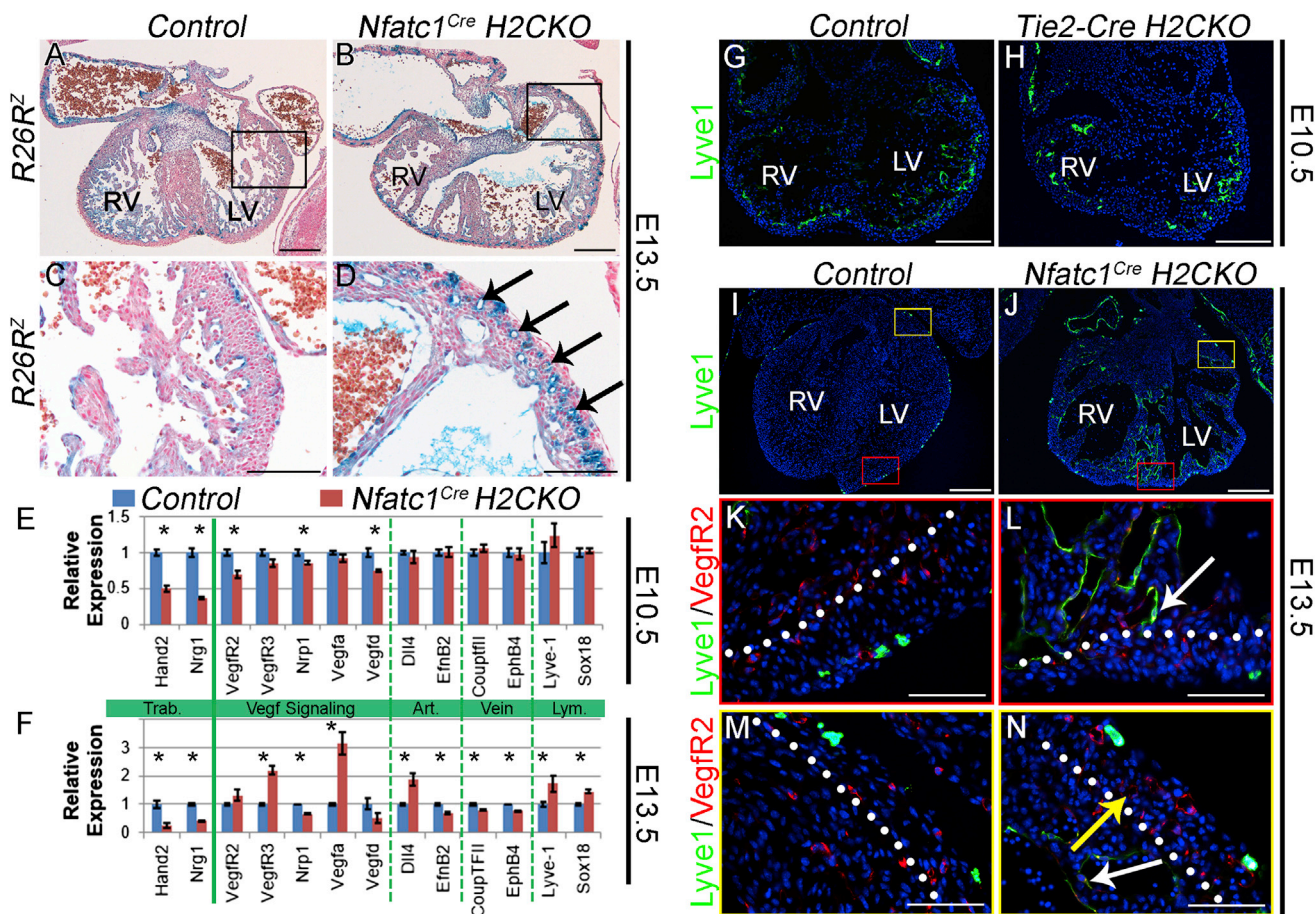 Control
Nfatc1Cre H2CKO
Tie2-Cre H2CKO
A
B
G
H
R26RZ
RV
LV
RV
LV
Lyve1
RV
LV
RV
LV
E10.5
C
D
R26RZ
E13.5
Control
Nfatc1Cre H2CKO
I
J
Lyve1
RV
LV
RV
LV
Control
Nfatc1Cre H2CKO
E
Relative
Expression
1.5
1
0.5
0
* * * * *
Hand2
Nrg1
VegfR2
VegfR3
Nrp1
Vegfa
Vegfd
Dll4
EfnB2
CouptfII
EphB4
Lyve-1
Sox18
E10.5
Trab.
Vegf Signaling
Art.
Vein
Lym.
F
Relative
Expression
3
2
1
0
* * * * * * * * * * *
Hand2
Nrg1
VegfR2
VegfR3
Nrp1
Vegfa
Vegfd
Dll4
EfnB2
CoupTFII
EphB4
Lyve-1
Sox18
E13.5
K
L
Lyve1/VegfR2
M
N
Lyve1/VegfR2
E13.5